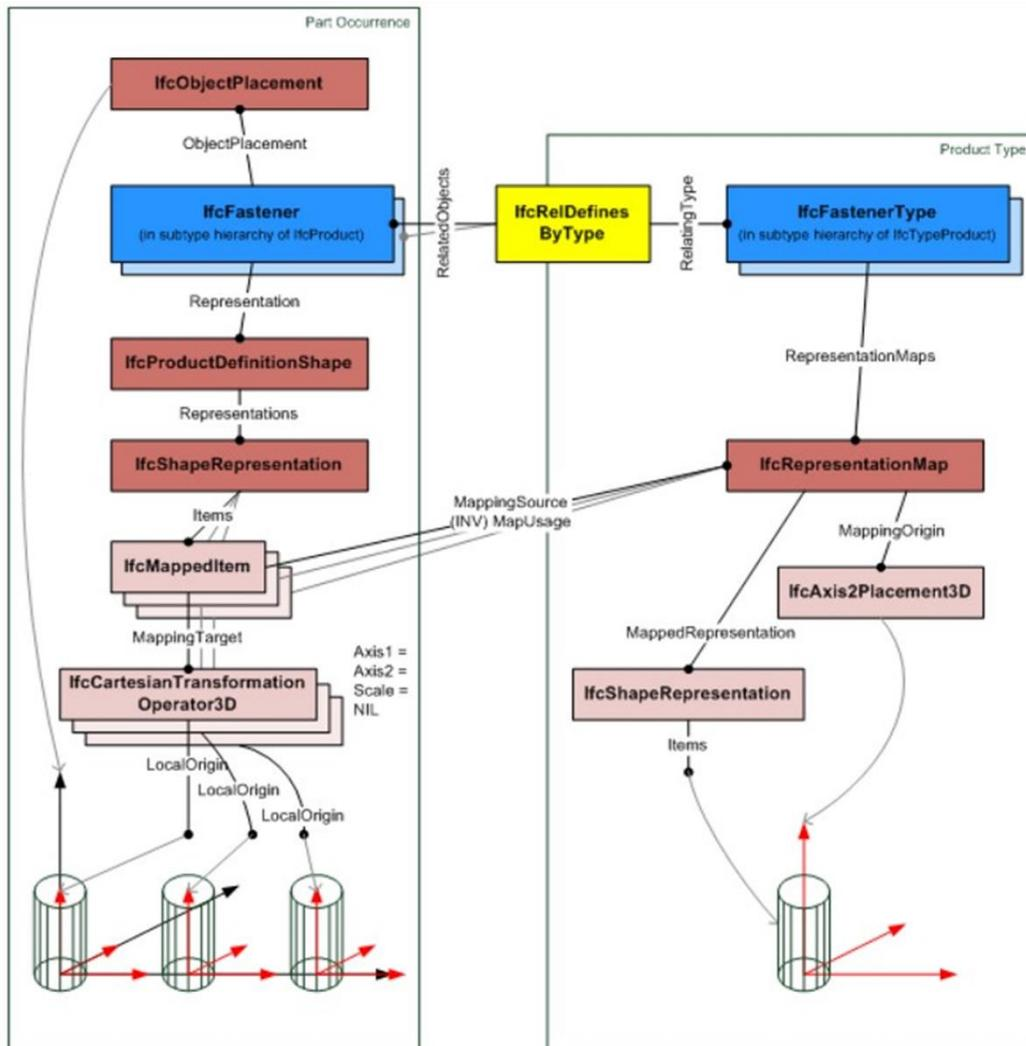 Part Occurrence
IfcObjectPlacement
ObjectPlacement
Product Type
IfcFastener
(in subtype hierarchy of IfcProduct)
RelatedObjects
IfcRelDefines
ByType
RelatingType
IfcFastenerType
(in subtype hierarchy of IfcTypeProduct)
Representation
IfcProductDefinitionShape
RepresentationMaps
Representations
IfcShapeRepresentation
IfcRepresentationMap
Items
MappingSource
(INV) MapUsage
MappingOrigin
IfcMappedItem
IfcAxis2Placement3D
MappingTarget
MappedRepresentation
Axis1 =
Axis2 =
Scale =
NIL
IfcCartesianTransformation
Operator3D
IfcShapeRepresentation
Items
LocalOrigin
LocalOrigin
LocalOrigin